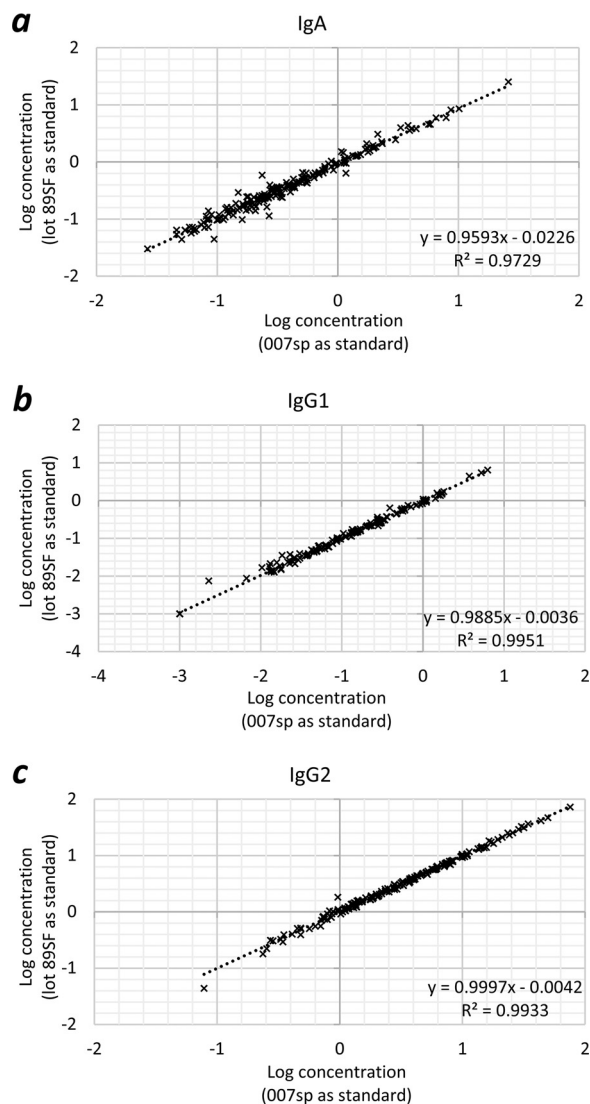 a
IgA
2
1
0
-1
-2
Log concentration
(lot 89SF as standard)
y = 0.9593x - 0.0226
R² = 0.9729
-2 -1 0 1 2
Log concentration
(007sp as standard)
b
IgG1
2
1
0
-1
-2
-3
-4
Log concentration
(lot 89SF as standard)
y = 0.9885x - 0.0036
R² = 0.9951
-4 -3 -2 -1 0 1 2
Log concentration
(007sp as standard)
c
IgG2
2
1
0
-1
-2
Log concentration
(lot 89SF as standard)
y = 0.9997x - 0.0042
R² = 0.9933
-2 -1 0 1 2
Log concentration
(007sp as standard)